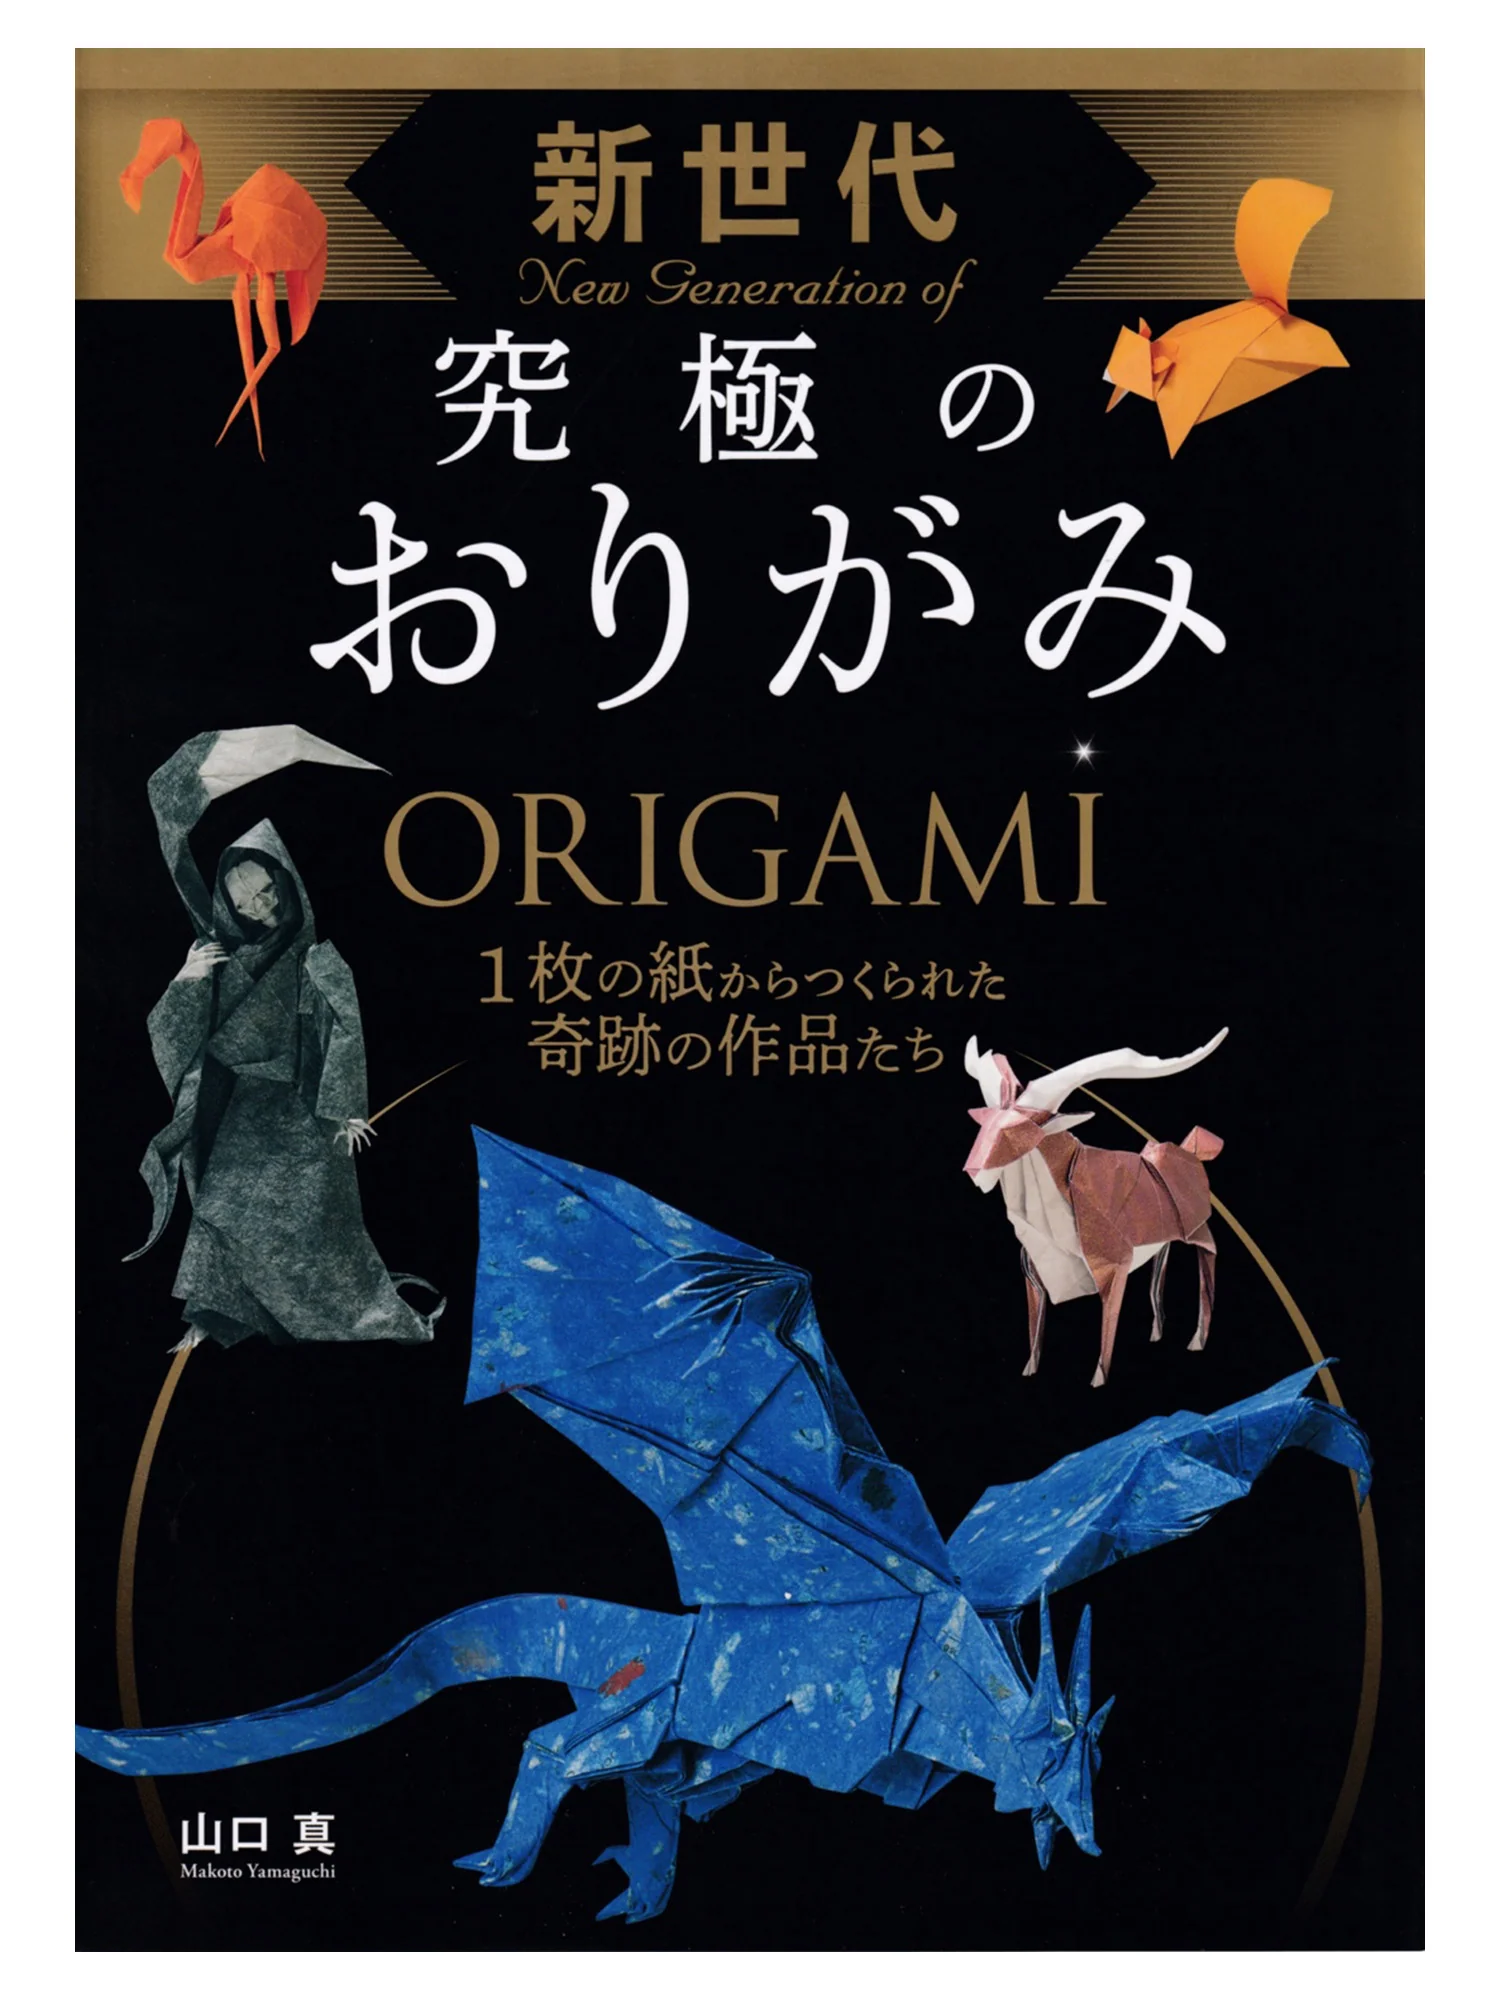 新世代
New Generation of
究極の
おりがみ
ORIGAMI
1枚の紙からつくられた
奇跡の作品たち
山口 真
Makoto Yamaguchi